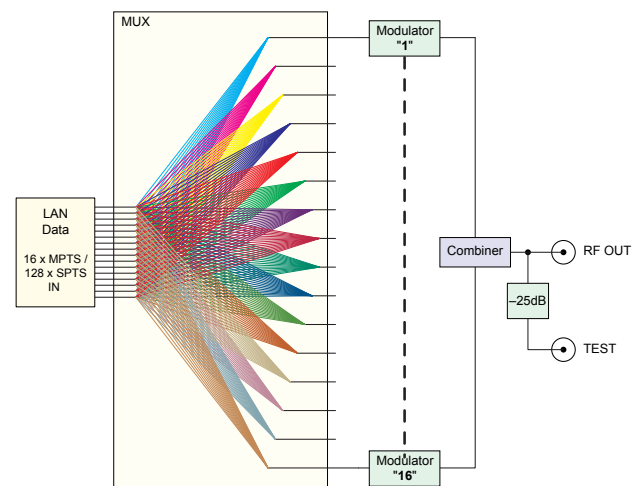 MUX
Modulator
"1"
LAN
Data
16 x MPTS /
128 x SPTS
IN
Combiner
RF OUT
–25dB
TEST
Modulator
"16"